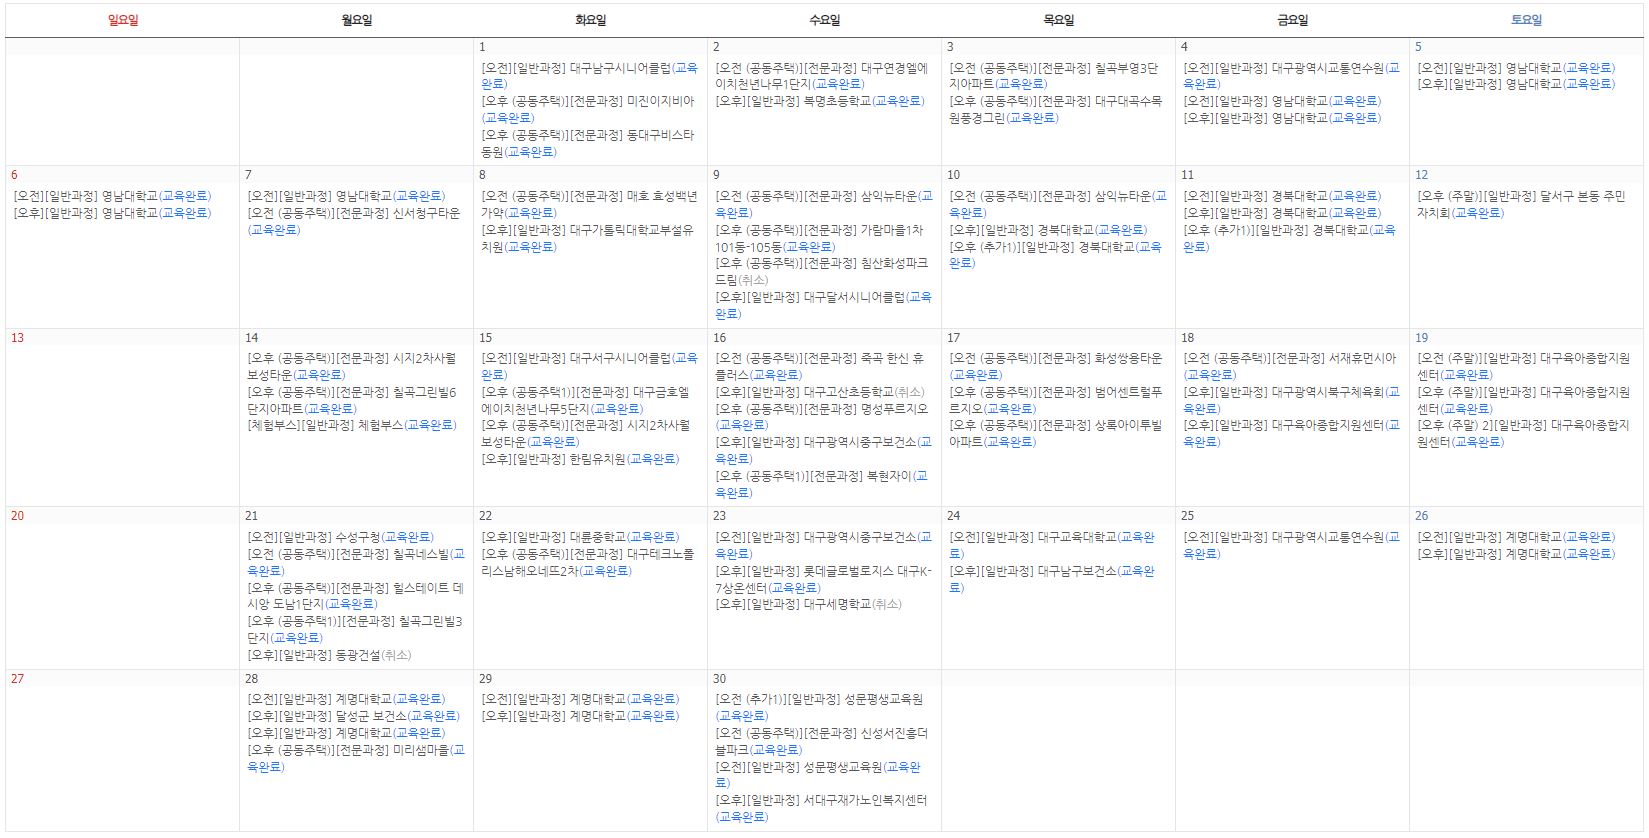 일요일 월요일 화요일 수요일 목요일 금요일 토요일
1
[오전][일반과정] 대구남구시니어클럽(교육
완료)
[오후 (공동주택)][전문과정] 미진이지비아
(교육완료)
[오후 (공동주택)][전문과정] 동대구비스타
동원(교육완료)
2
[오전 (공동주택)][전문과정] 대구연경엘에
이치천년나무1단지(교육완료)
[오후][일반과정] 복명초등학교(교육완료)
3
[오전 (공동주택)][전문과정] 칠곡부영3단
지아파트(교육완료)
[오후 (공동주택)][전문과정] 대구대곡수목
원풍경그린(교육완료)
4
[오전][일반과정] 대구광역시교통연수원(교
육완료)
[오전][일반과정] 영남대학교(교육완료)
[오후][일반과정] 영남대학교(교육완료)
5
[오전][일반과정] 영남대학교(교육완료)
[오후][일반과정] 영남대학교(교육완료)
6
[오전][일반과정] 영남대학교(교육완료)
[오후][일반과정] 영남대학교(교육완료)
7
[오전][일반과정] 영남대학교(교육완료)
[오전 (공동주택)][전문과정] 신서청구타운
(교육완료)
8
[오전 (공동주택)][전문과정] 매호 효성백년
가약(교육완료)
[오후][일반과정] 대구가톨릭대학교부설유
치원(교육완료)
9
[오전 (공동주택)][전문과정] 삼익뉴타운(교
육완료)
[오후 (공동주택)][전문과정] 가람마을1차
101동-105동(교육완료)
[오후 (공동주택)][전문과정] 침산화성파크
드림(취소)
[오후][일반과정] 대구달서시니어클럽(교육
완료)
10
[오전 (공동주택)][전문과정] 삼익뉴타운(교
육완료)
[오후][일반과정] 경북대학교(교육완료)
[오후 (추가1)][일반과정] 경북대학교(교육
완료)
11
[오전][일반과정] 경북대학교(교육완료)
[오후][일반과정] 경북대학교(교육완료)
[오후 (추가1)][일반과정] 경북대학교(교육
완료)
12
[오후 (주말)][일반과정] 달서구 본동 주민
자치회(교육완료)
13
14
[오후 (공동주택)][전문과정] 시지2차사월
보성타운(교육완료)
[오후 (공동주택)][전문과정] 칠곡그린빌6
단지아파트(교육완료)
[체험부스][일반과정] 체험부스(교육완료)
15
[오전][일반과정] 대구서구시니어클럽(교육
완료)
[오후 (공동주택1)][전문과정] 대구금호엘
에이치천년나무5단지(교육완료)
[오후 (공동주택)][전문과정] 시지2차사월
보성타운(교육완료)
[오후][일반과정] 한림유치원(교육완료)
16
[오전 (공동주택)][전문과정] 죽곡 한신 휴
플러스(교육완료)
[오후][일반과정] 대구고산초등학교(취소)
[오후 (공동주택)][전문과정] 명성푸르지오
(교육완료)
[오후][일반과정] 대구광역시중구보건소(교
육완료)
[오후 (공동주택1)][전문과정] 복현자이(교
육완료)
17
[오전 (공동주택)][전문과정] 화성쌍용타운
(교육완료)
[오후 (공동주택)][전문과정] 범어센트럴푸
르지오(교육완료)
[오후 (공동주택)][전문과정] 상록아이투빌
아파트(교육완료)
18
[오전 (공동주택)][전문과정] 서재휴먼시아
(교육완료)
[오후][일반과정] 대구광역시북구체육회(교
육완료)
[오후][일반과정] 대구육아종합지원센터(교
육완료)
19
[오전 (주말)][일반과정] 대구육아종합지원
센터(교육완료)
[오후 (주말)][일반과정] 대구육아종합지원
센터(교육완료)
[오후 (주말) 2][일반과정] 대구육아종합지
원센터(교육완료)
20
21
[오전][일반과정] 수성구청(교육완료)
[오전 (공동주택)][전문과정] 칠곡네스빌(교
육완료)
[오후 (공동주택)][전문과정] 힐스테이트 데
시앙 도남1단지(교육완료)
[오후 (공동주택1)][전문과정] 칠곡그린빌3
단지(교육완료)
[오후][일반과정] 동광건설(취소)
22
[오후][일반과정] 대륜중학교(교육완료)
[오후 (공동주택)][전문과정] 대구테크노폴
리스남해오네뜨2차(교육완료)
23
[오전][일반과정] 대구광역시중구보건소(교
육완료)
[오후][일반과정] 롯데글로벌로지스 대구K-
7상온센터(교육완료)
[오후][일반과정] 대구세명학교(취소)
24
[오전][일반과정] 대구교육대학교(교육완
료)
[오후][일반과정] 대구남구보건소(교육완
료)
25
[오전][일반과정] 대구광역시교통연수원(교
육완료)
26
[오전][일반과정] 계명대학교(교육완료)
[오후][일반과정] 계명대학교(교육완료)
27
28
[오전][일반과정] 계명대학교(교육완료)
[오후][일반과정] 달성군 보건소(교육완료)
[오후][일반과정] 계명대학교(교육완료)
[오후 (공동주택)][전문과정] 미리샘마을(교
육완료)
29
[오전][일반과정] 계명대학교(교육완료)
[오후][일반과정] 계명대학교(교육완료)
30
[오전 (추가1)][일반과정] 성문평생교육원
(교육완료)
[오전 (공동주택)][전문과정] 신성서진흥더
블파크(교육완료)
[오전][일반과정] 성문평생교육원(교육완
료)
[오후][일반과정] 서대구재가노인복지센터
(교육완료)